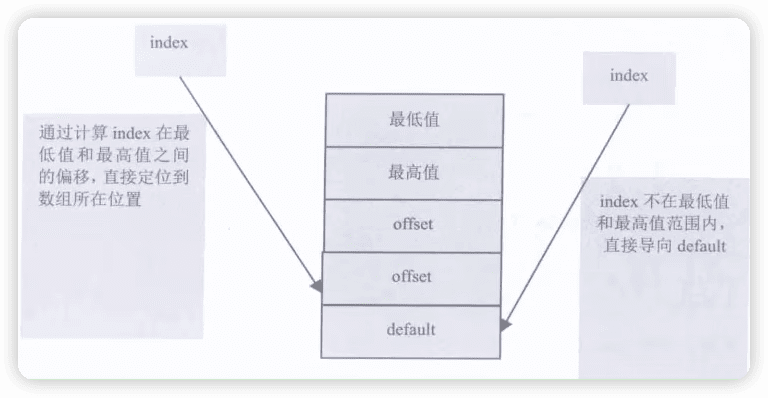 index
通过计算 index 在最
低值和最高值之间
的偏移，直接定位到
数组所在位置
最低值
最高值
offset
offset
default
index
index 不在最低值
和最高值范围内，
直接导向 default